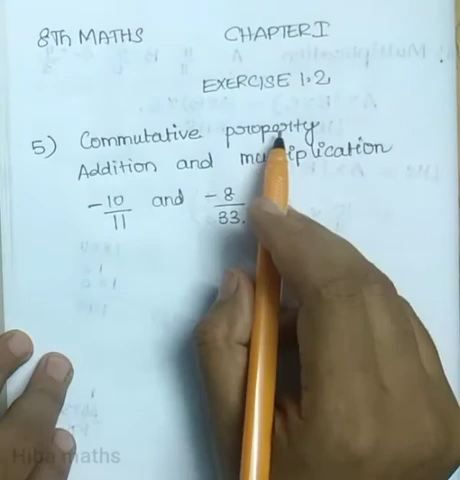 8TH MATHS CHAPTER I
EXERCISE 1.2
5) Commutative property
Addition and multiplication
-10/11 and -8/33.
Hiba maths